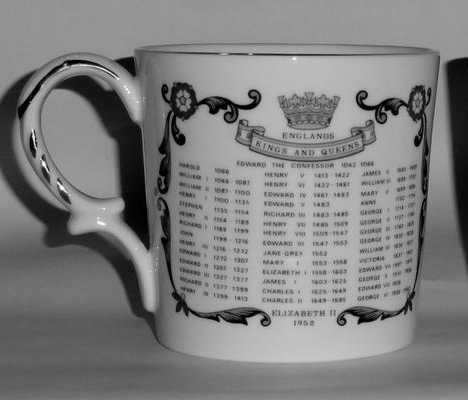 ENGLANDS
KINGS AND QUEENS
EDWARD THE CONFESSOR 1042-1066
HAROLD 1066
WILLIAM I 1066 1087
WILLIAM II 1087-1100
HENRY I 1100 1135
STEPHEN 1135 1154
HENRY II 1154 1189
RICHARD I 1189 1199
JOHN 1199 1216
HENRY III 1216 1272
EDWARD I 1272 1307
EDWARD II 1307 1327
EDWARD III 1327 1377
RICHARD II 1377 1399
HENRY IV 1399 1413
HENRY V 1413 1422
HENRY VI 1422-1461
EDWARD IV 1461 1483
EDWARD V 1483
RICHARD III 1483 1485
HENRY VII 1485 1509
HENRY VIII 1509 1547
EDWARD VI 1547 1553
JANE GREY 1553
MARY I 1553-1558
ELIZABETH I 1558-1603
JAMES I 1603-1625
CHARLES I 1625-1649
CHARLES II 1649-1685
JAMES II
WILLIAM III
MARY II
ANNE
GEORGE I
GEORGE II
GEORGE III
GEORGE IV
WILLIAM IV
VICTORIA
EDWARD VII
GEORGE V
EDWARD VIII
GEORGE VI
ELIZABETH II
1952